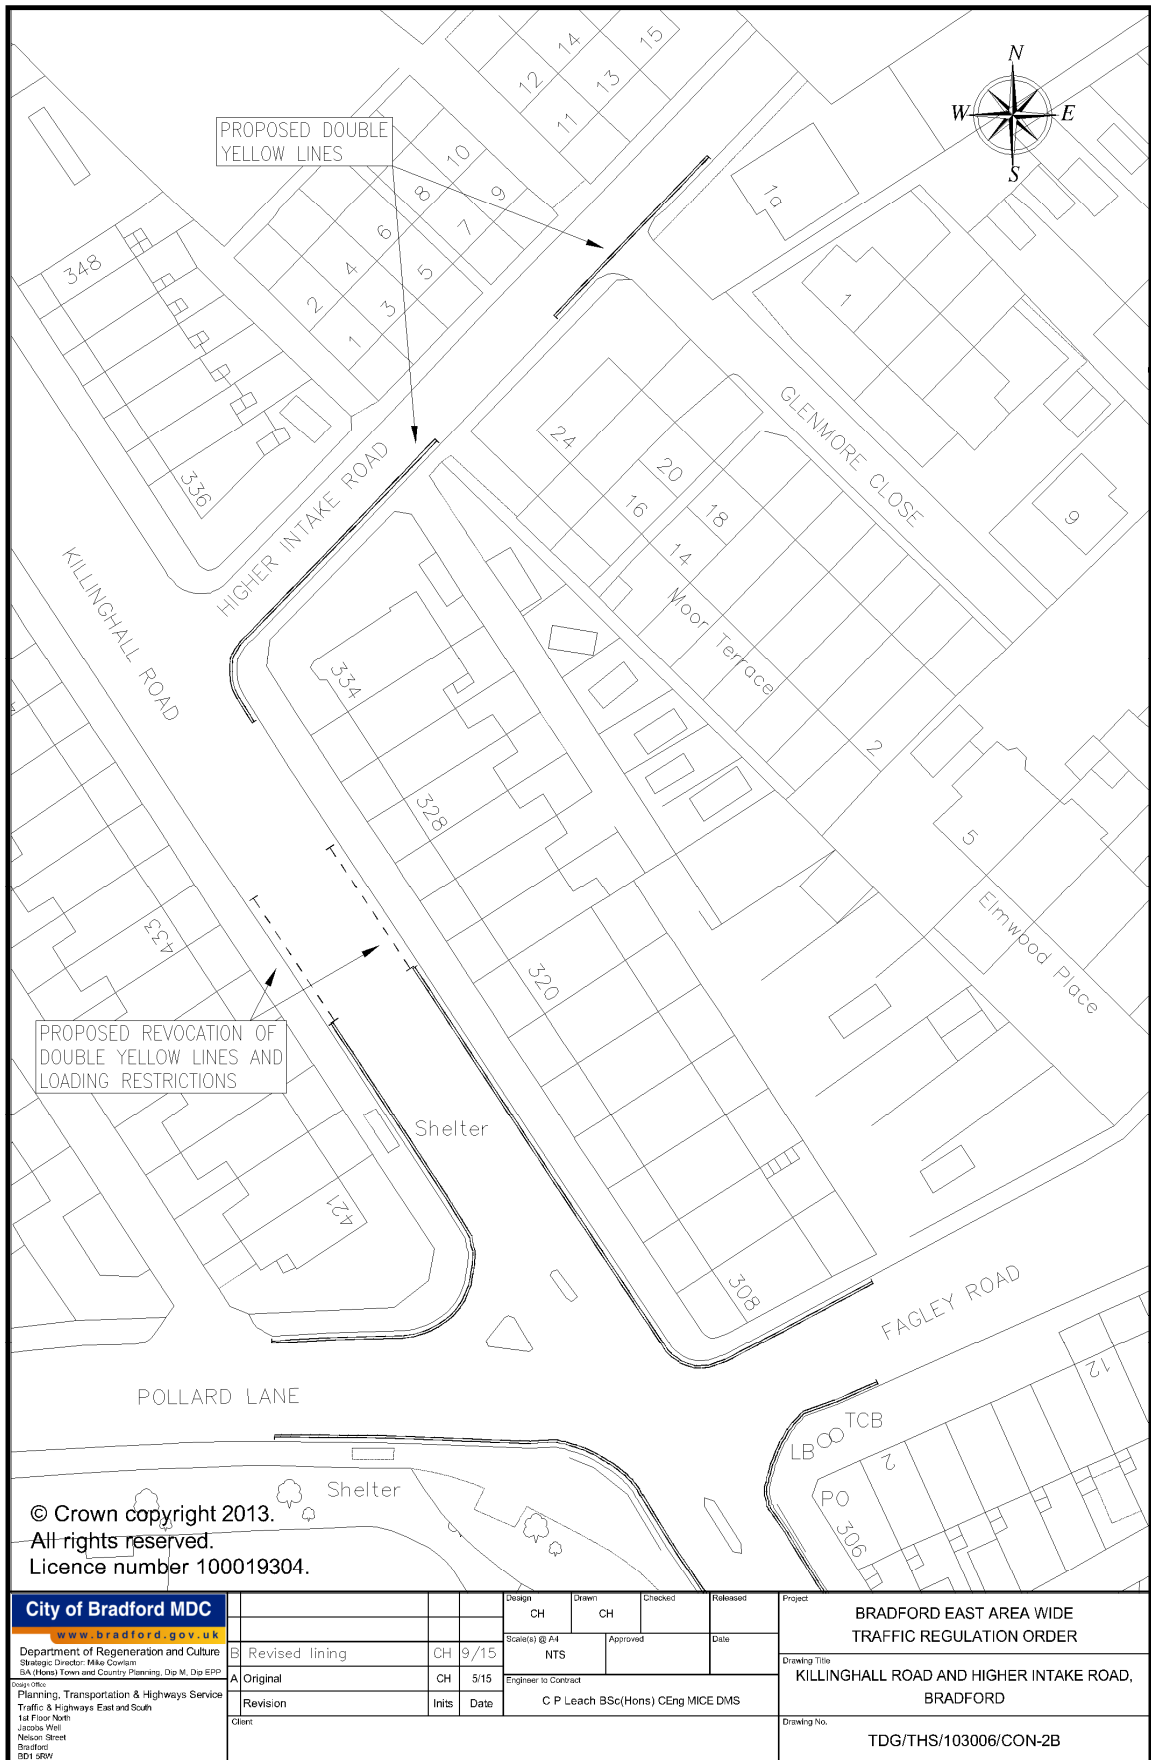 PROPOSED DOUBLE
YELLOW LINES
N
W
E
S
15
14
13
12
11
10
9
8
7
6
5
4
3
2
1
1a
1
348
336
HIGHER INTAKE ROAD
KILLINGHALL ROAD
GLENMORE CLOSE
24
20
18
16
14
9
Moor Terrace
2
5
Elmwood Place
334
328
320
433
PROPOSED REVOCATION OF
DOUBLE YELLOW LINES AND
LOADING RESTRICTIONS
Shelter
421
308
FAGLEY ROAD
12
POLLARD LANE
TCB
LB
2
PO
306
Shelter
© Crown copyright 2013.
All rights reserved.
Licence number 100019304.
City of Bradford MDC
www.bradford.gov.uk
Department of Regeneration and Culture
Strategic Director: Mike Cowlam
BA (Hons) Town and Country Planning, Dip M, Dip EPP
Design Office
Planning, Transportation & Highways Service
Traffic & Highways East and South
1st Floor North
Jacobs Well
Nelson Street
Bradford
BD1 5RW
B Revised lining CH 9/15
A Original CH 5/15
Revision Inits Date
Client
Design CH
Drawn CH
Checked
Released
Scale(s) @ A4 NTS
Approved
Date
Engineer to Contract
C P Leach BSc(Hons) CEng MICE DMS
Project
BRADFORD EAST AREA WIDE
TRAFFIC REGULATION ORDER
Drawing Title
KILLINGHALL ROAD AND HIGHER INTAKE ROAD,
BRADFORD
Drawing No.
TDG/THS/103006/CON-2B